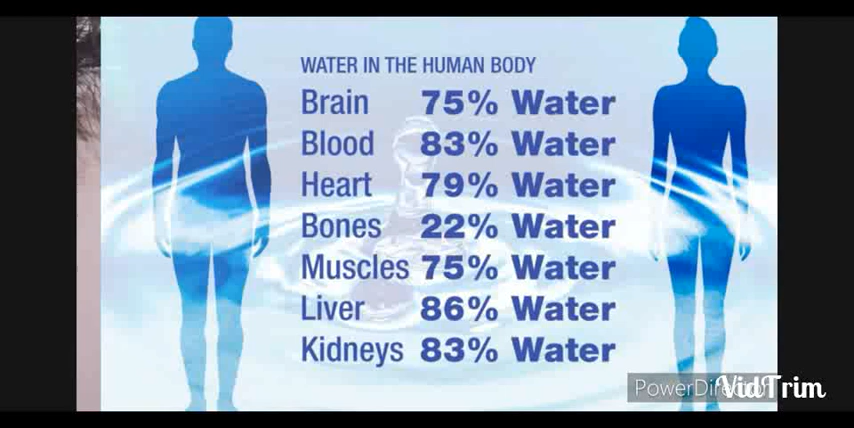 WATER IN THE HUMAN BODY
Brain 75% Water
Blood 83% Water
Heart 79% Water
Bones 22% Water
Muscles 75% Water
Liver 86% Water
Kidneys 83% Water
PowerDirector VidTrim